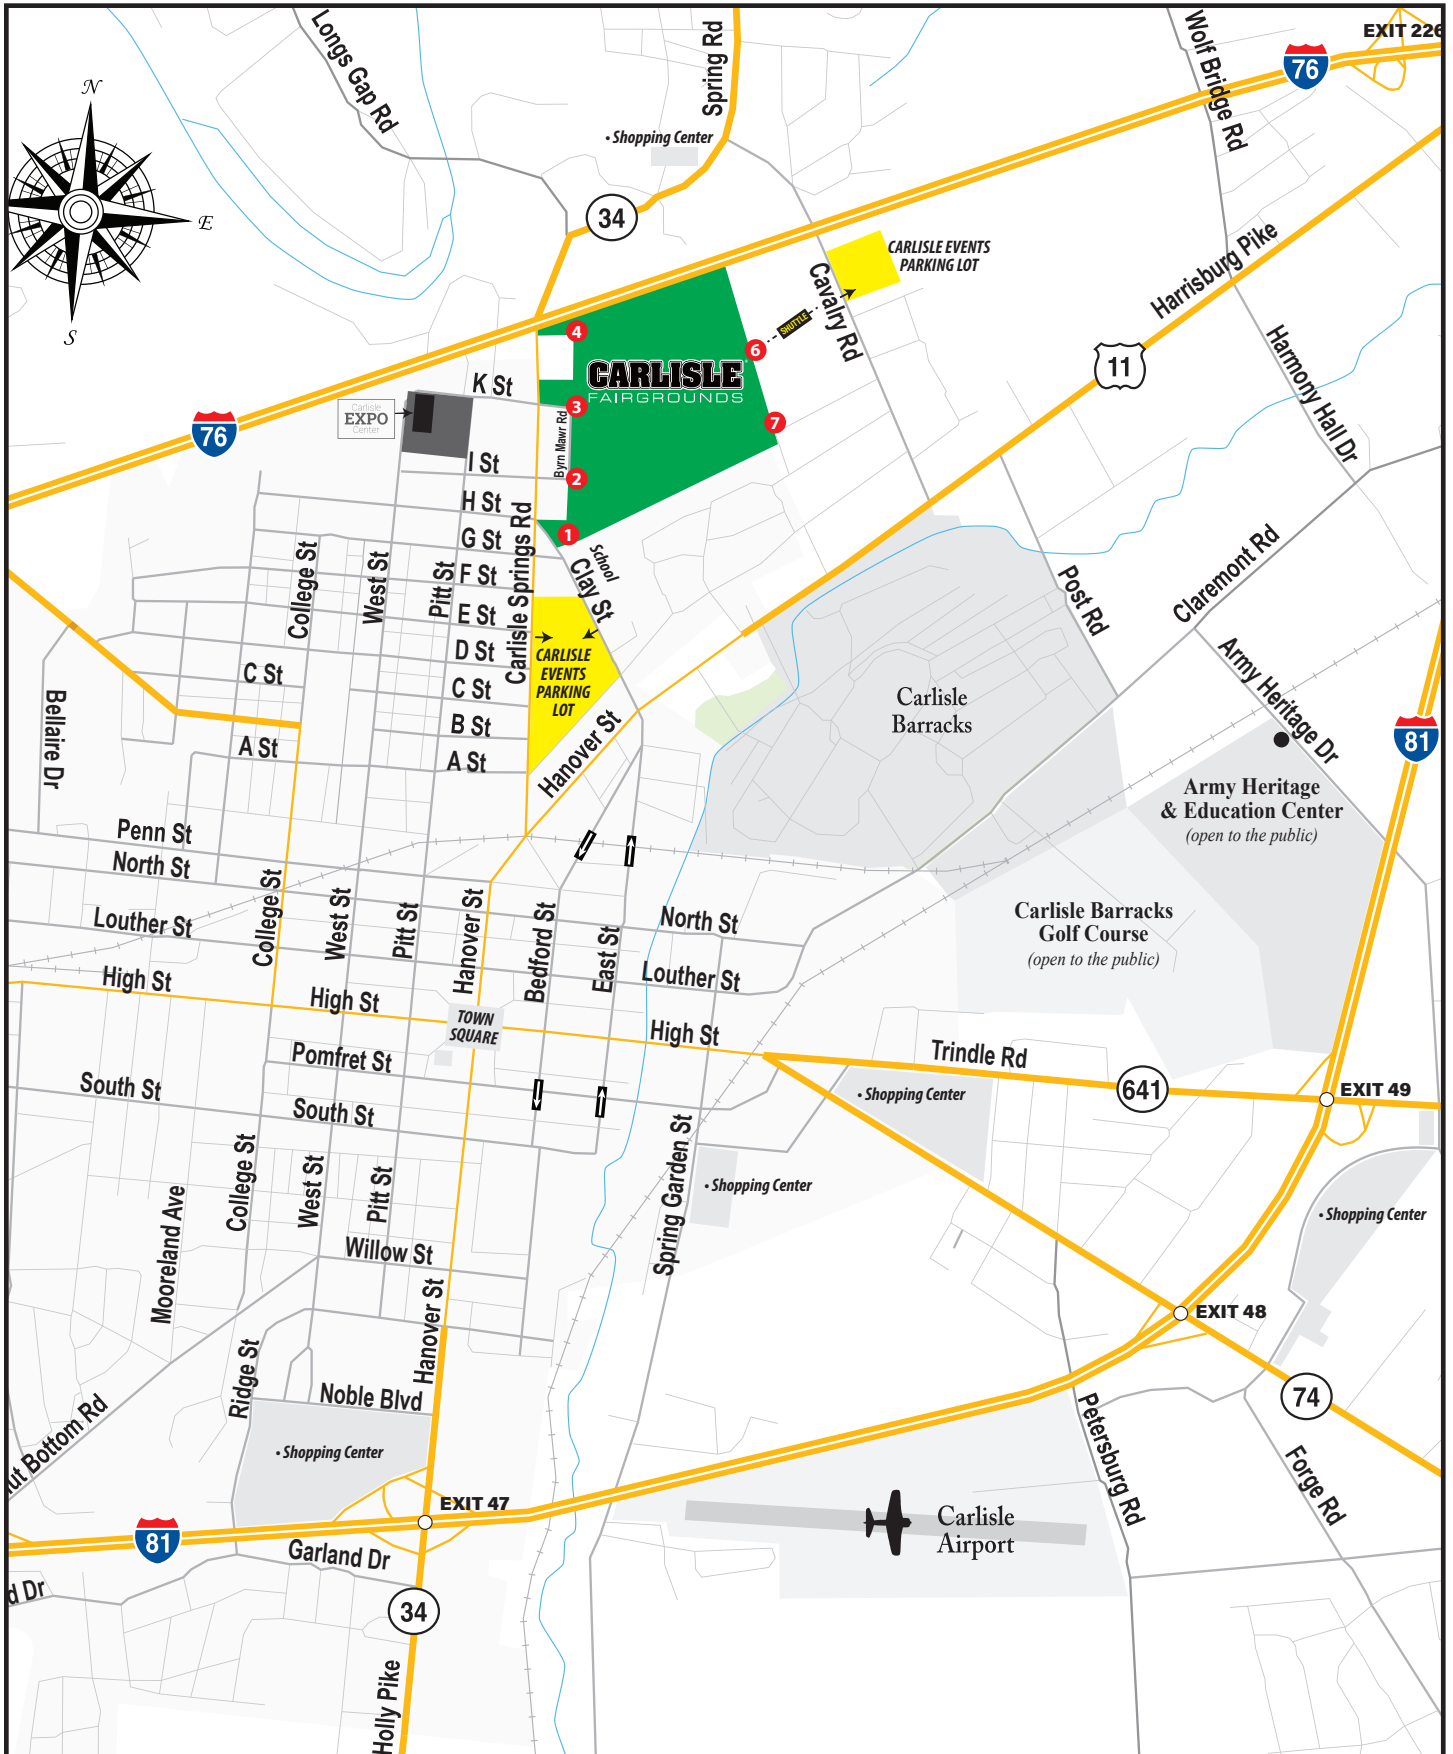 EXIT 226
Longs Gap Rd
Spring Rd
Wolf Bridge Rd
76
N
• Shopping Center
E
34
CARLISLE EVENTS
PARKING LOT
Harrisburg Pike
Cavalry Rd
S
SHUTTLE
4
6
11
Harmony Hall Dr
CARLISLE
FAIRGROUNDS
K St
Carlisle
EXPO
Center
3
7
76
Byrn Mawr Rd
I St
2
H St
1
G St
School
Clay St
Carlisle Springs Rd
College St
West St
Pitt St
F St
E St
D St
C St
C St
B St
A St
A St
CARLISLE
EVENTS
PARKING
LOT
Post Rd
Claremont Rd
Army Heritage Dr
Carlisle
Barracks
81
Bellaire Dr
Hanover St
Army Heritage
& Education Center
(open to the public)
Penn St
North St
Louther St
College St
West St
Pitt St
Hanover St
Bedford St
East St
North St
Louther St
Carlisle Barracks
Golf Course
(open to the public)
High St
High St
TOWN
SQUARE
High St
Trindle Rd
641
EXIT 49
Pomfret St
South St
South St
• Shopping Center
Spring Garden St
• Shopping Center
• Shopping Center
Mooreland Ave
College St
West St
Pitt St
Willow St
Hanover St
EXIT 48
Ridge St
Noble Blvd
74
ut Bottom Rd
• Shopping Center
Petersburg Rd
Forge Rd
EXIT 47
81
Carlisle
Airport
Garland Dr
d Dr
34
Holly Pike